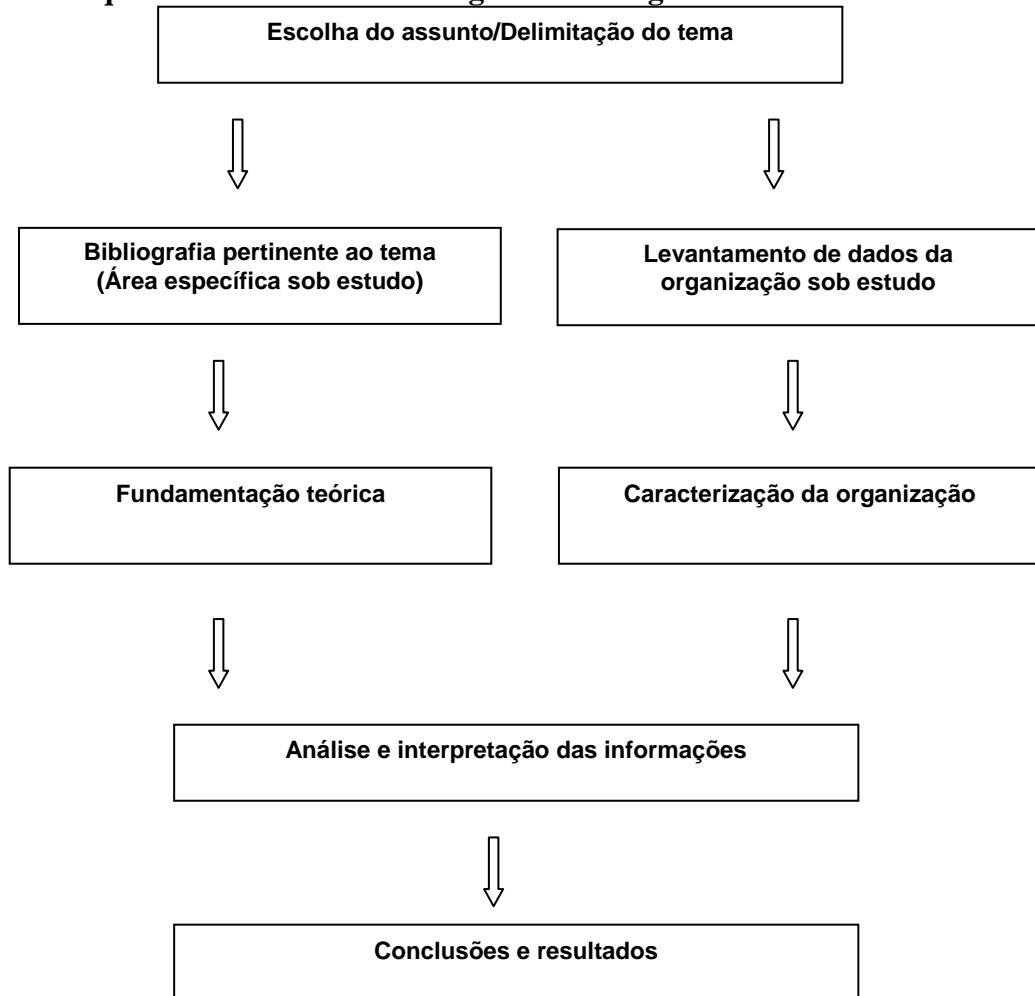 Escolha do assunto/Delimitação do tema
Bibliografia pertinente ao tema
(Área específica sob estudo)
Levantamento de dados da
organização sob estudo
Fundamentação teórica
Caracterização da organização
Análise e interpretação das informações
Conclusões e resultados